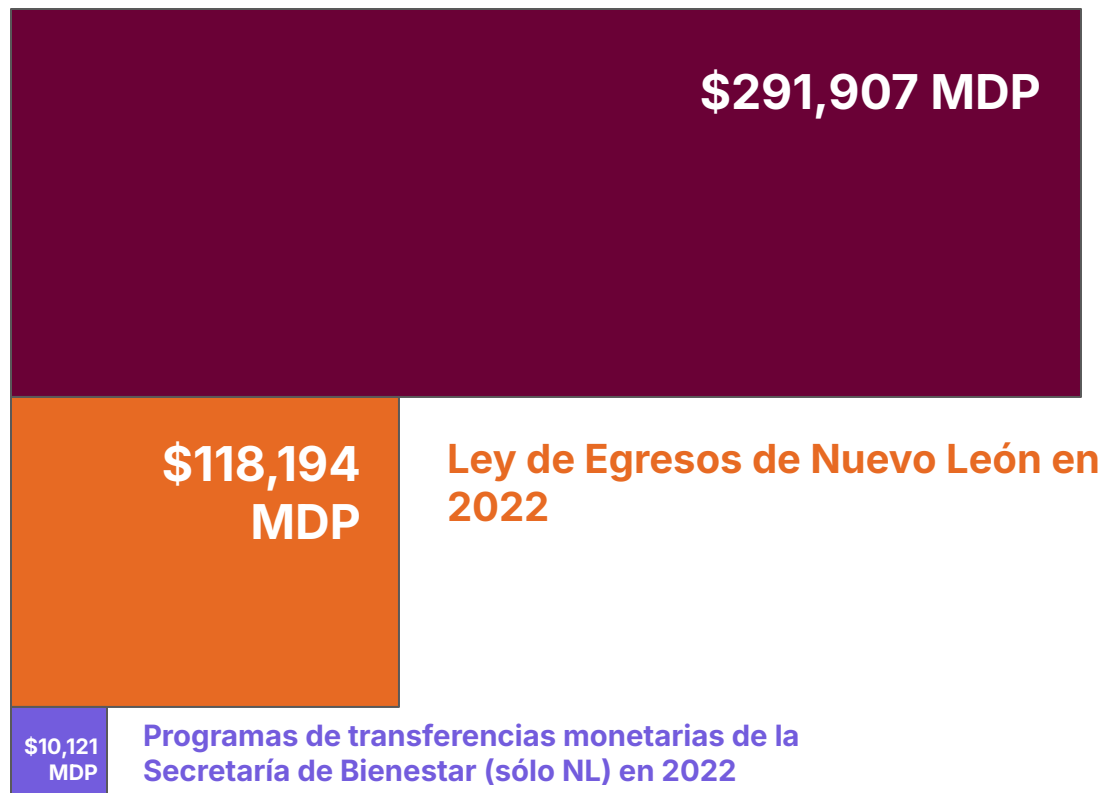 $291,907 MDP
$118,194
MDP
Ley de Egresos de Nuevo León en
2022
$10,121
MDP
Programas de transferencias monetarias de la
Secretaría de Bienestar (sólo NL) en 2022